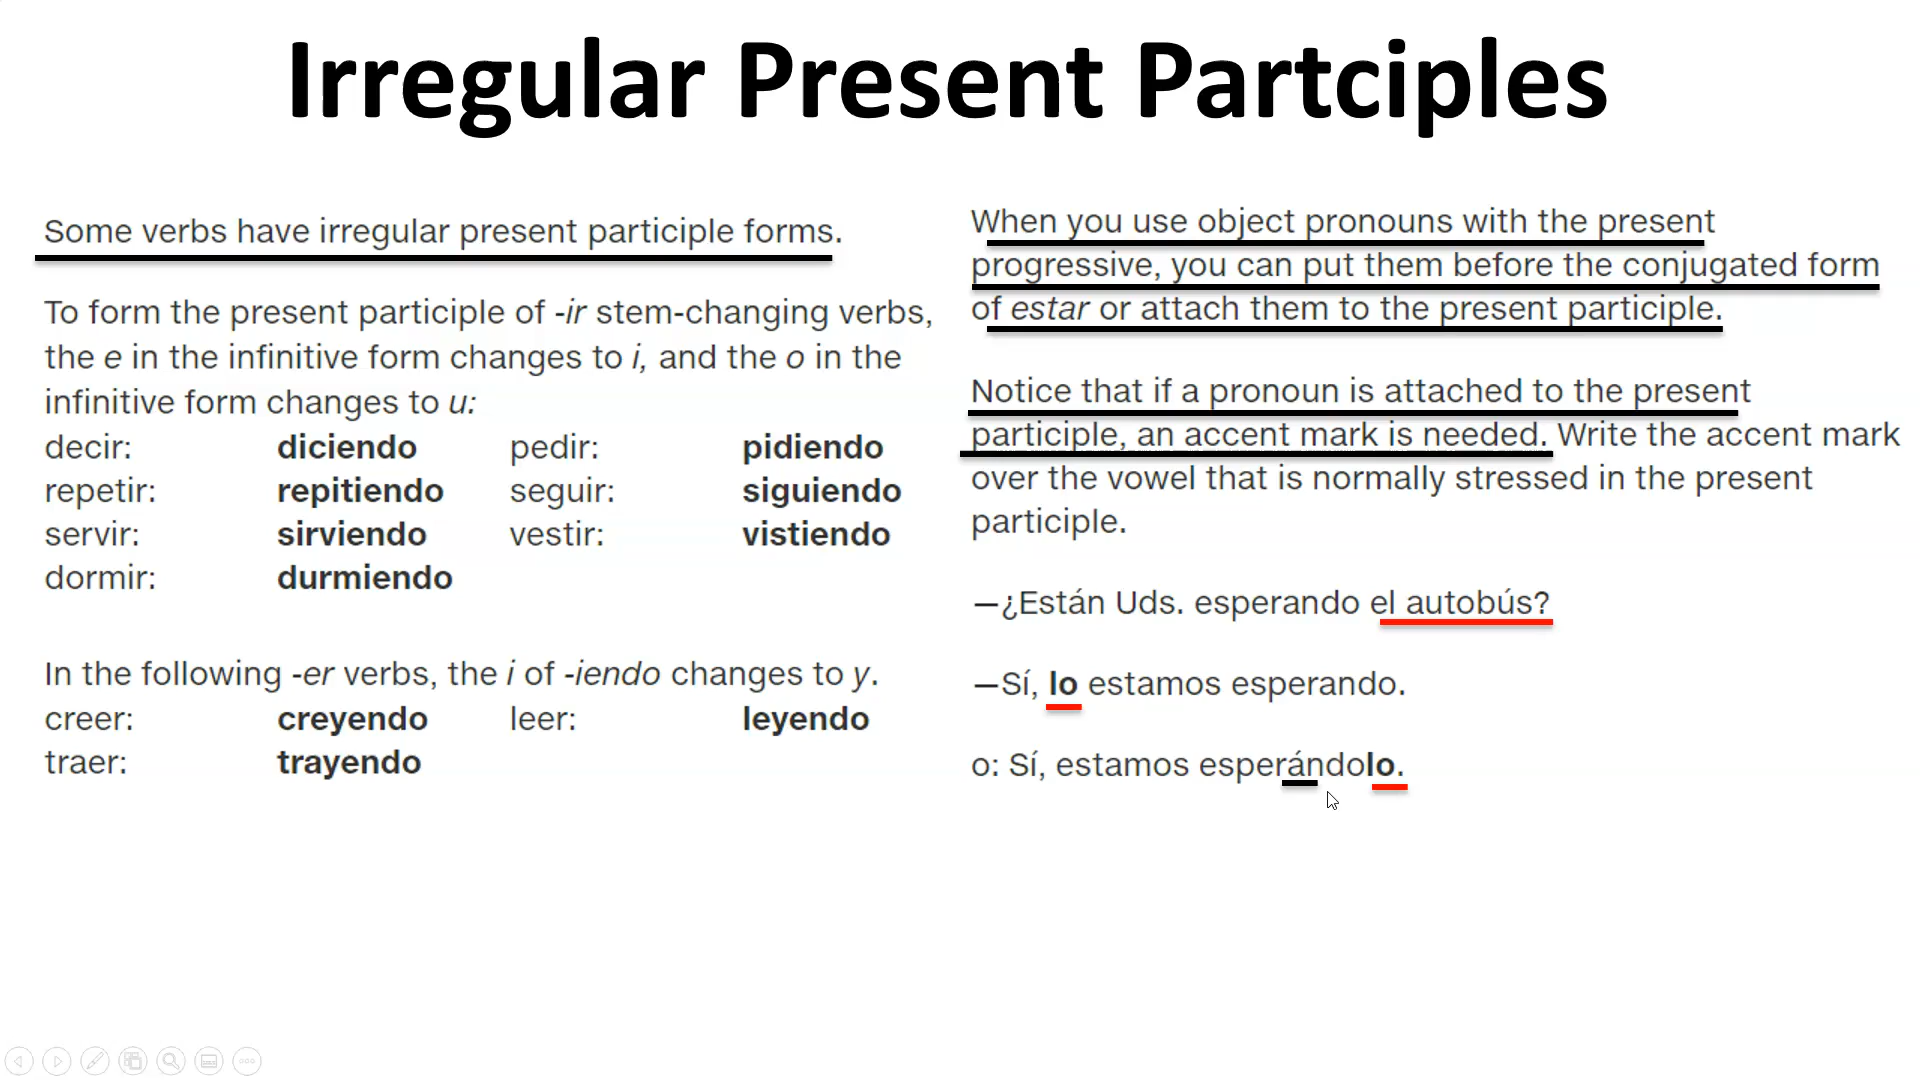 Irregular Present Partciples
Some verbs have irregular present participle forms.
To form the present participle of -ir stem-changing verbs,
the e in the infinitive form changes to i, and the o in the
infinitive form changes to u:
decir: diciendo pedir: pidiendo
repetir: repitiendo seguir: siguiendo
servir: sirviendo vestir: vistiendo
dormir: durmiendo
In the following -er verbs, the i of -iendo changes to y.
creer: creyendo leer: leyendo
traer: trayendo
When you use object pronouns with the present
progressive, you can put them before the conjugated form
of estar or attach them to the present participle.
Notice that if a pronoun is attached to the present
participle, an accent mark is needed. Write the accent mark
over the vowel that is normally stressed in the present
participle.
—¿Están Uds. esperando el autobús?
—Sí, lo estamos esperando.
o: Sí, estamos esperándolo.